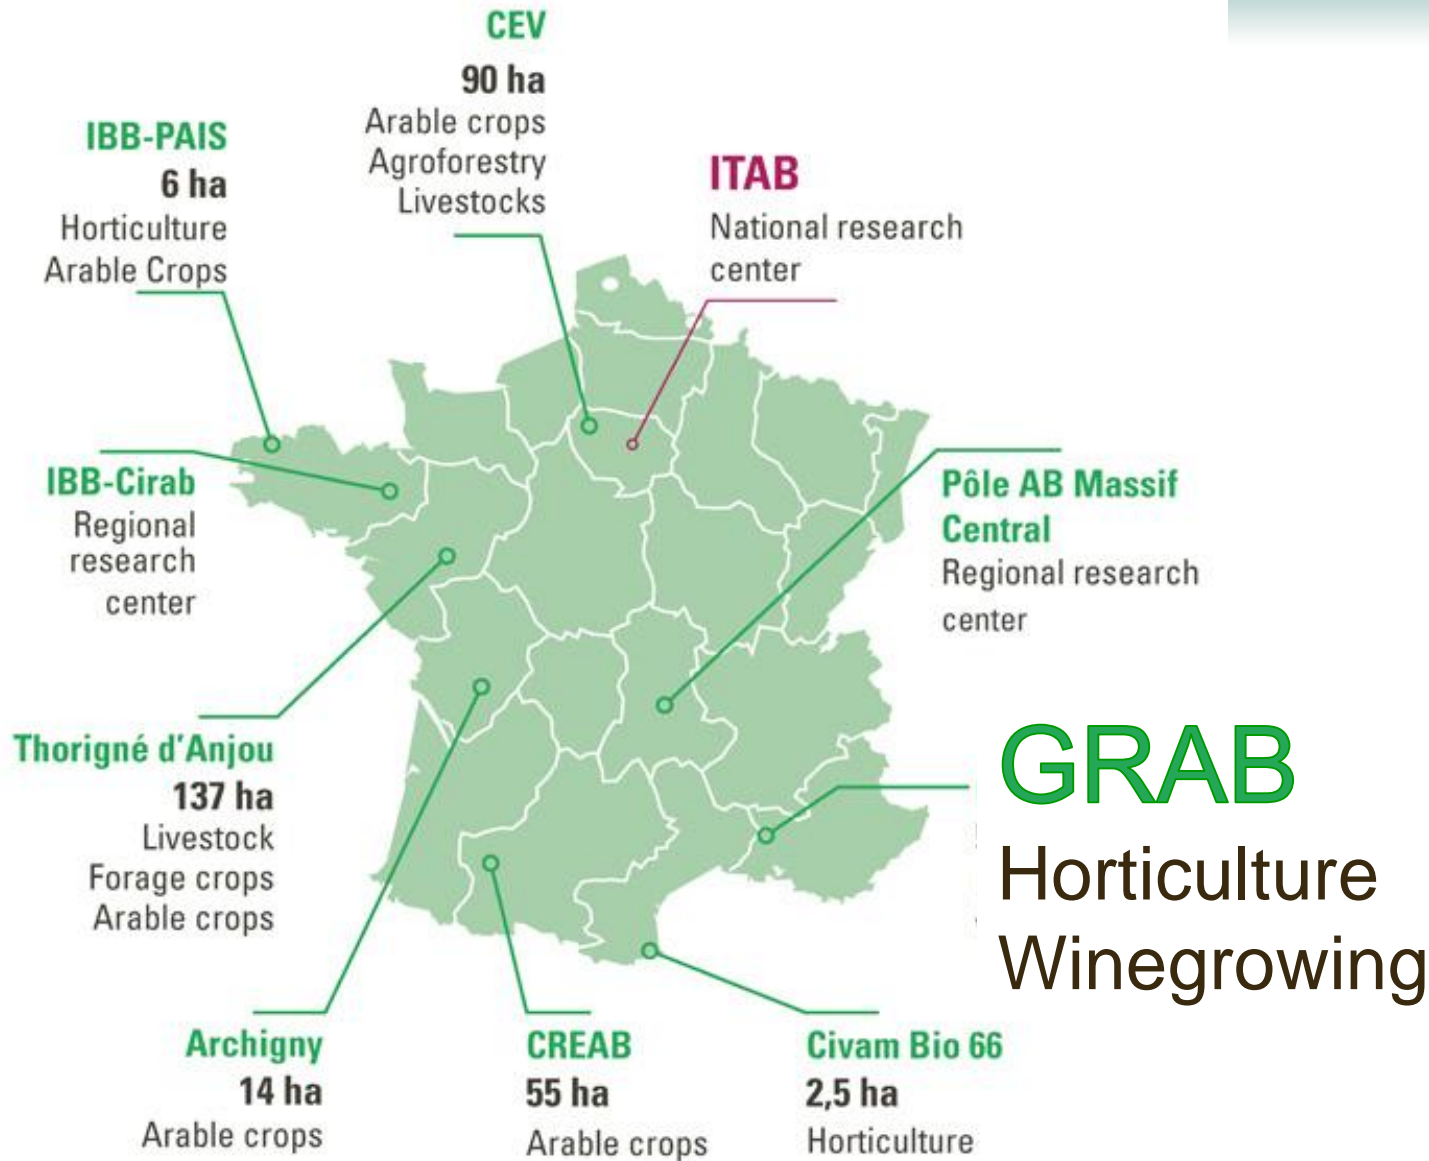 CEV
90 ha
Arable crops
Agroforestry
Livestocks
IBB-PAIS
6 ha
Horticulture
Arable Crops
ITAB
National research
center
IBB-Cirab
Regional
research
center
Pôle AB Massif
Central
Regional research
center
Thorigné d'Anjou
137 ha
Livestock
Forage crops
Arable crops
GRAB
Horticulture
Winegrowing
Archigny
14 ha
Arable crops
CREAB
55 ha
Arable crops
Civam Bio 66
2,5 ha
Horticulture